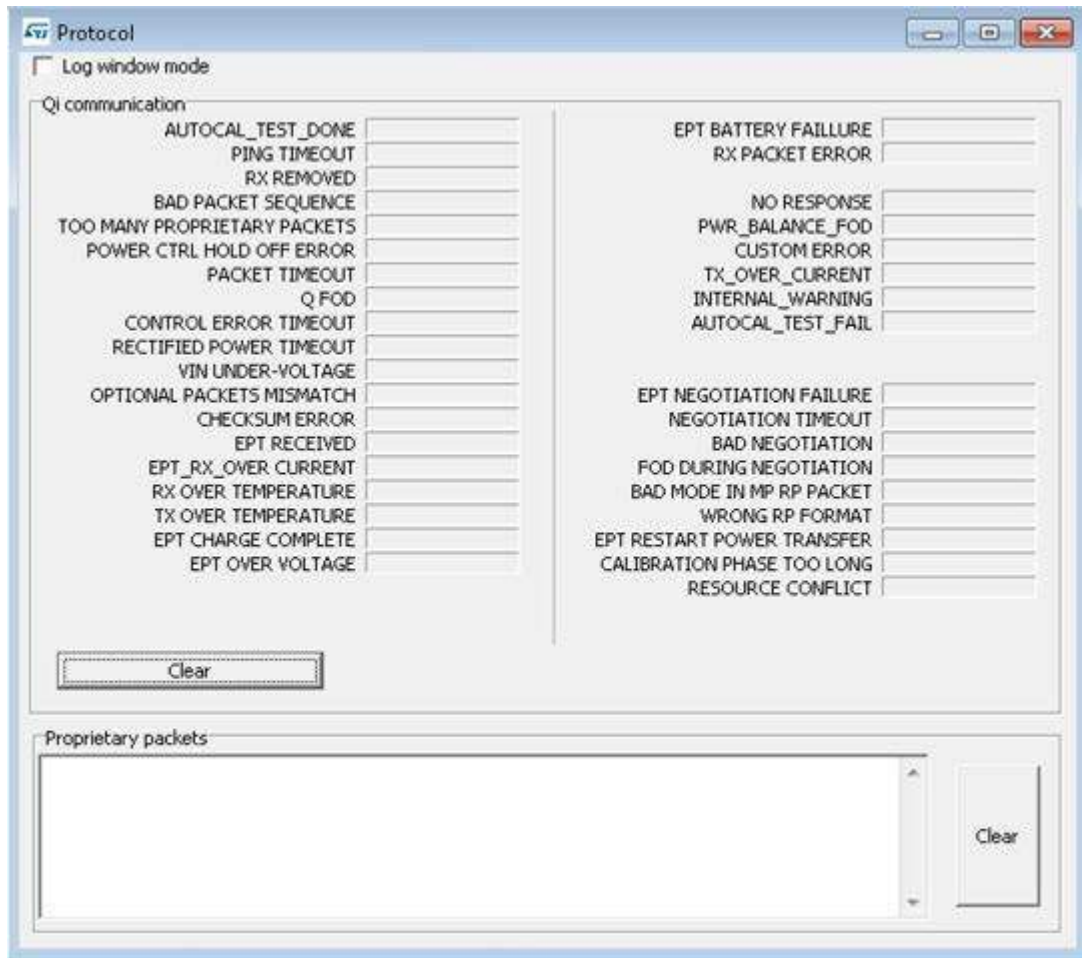 Protocol
Log window mode
Qi communication
AUTOCAL_TEST_DONE
PING TIMEOUT
RX REMOVED
BAD PACKET SEQUENCE
TOO MANY PROPRIETARY PACKETS
POWER CTRL HOLD OFF ERROR
PACKET TIMEOUT
Q FOD
CONTROL ERROR TIMEOUT
RECTIFIED POWER TIMEOUT
VIN UNDER-VOLTAGE
OPTIONAL PACKETS MISMATCH
CHECKSUM ERROR
EPT RECEIVED
EPT_RX_OVER CURRENT
RX OVER TEMPERATURE
TX OVER TEMPERATURE
EPT CHARGE COMPLETE
EPT OVER VOLTAGE
EPT BATTERY FAILLURE
RX PACKET ERROR
NO RESPONSE
PWR_BALANCE_FOD
CUSTOM ERROR
TX_OVER_CURRENT
INTERNAL_WARNING
AUTOCAL_TEST_FAIL
EPT NEGOTIATION FAILURE
NEGOTIATION TIMEOUT
BAD NEGOTIATION
FOD DURING NEGOTIATION
BAD MODE IN MP RP PACKET
WRONG RP FORMAT
EPT RESTART POWER TRANSFER
CALIBRATION PHASE TOO LONG
RESOURCE CONFLICT
Clear
Proprietary packets
Clear